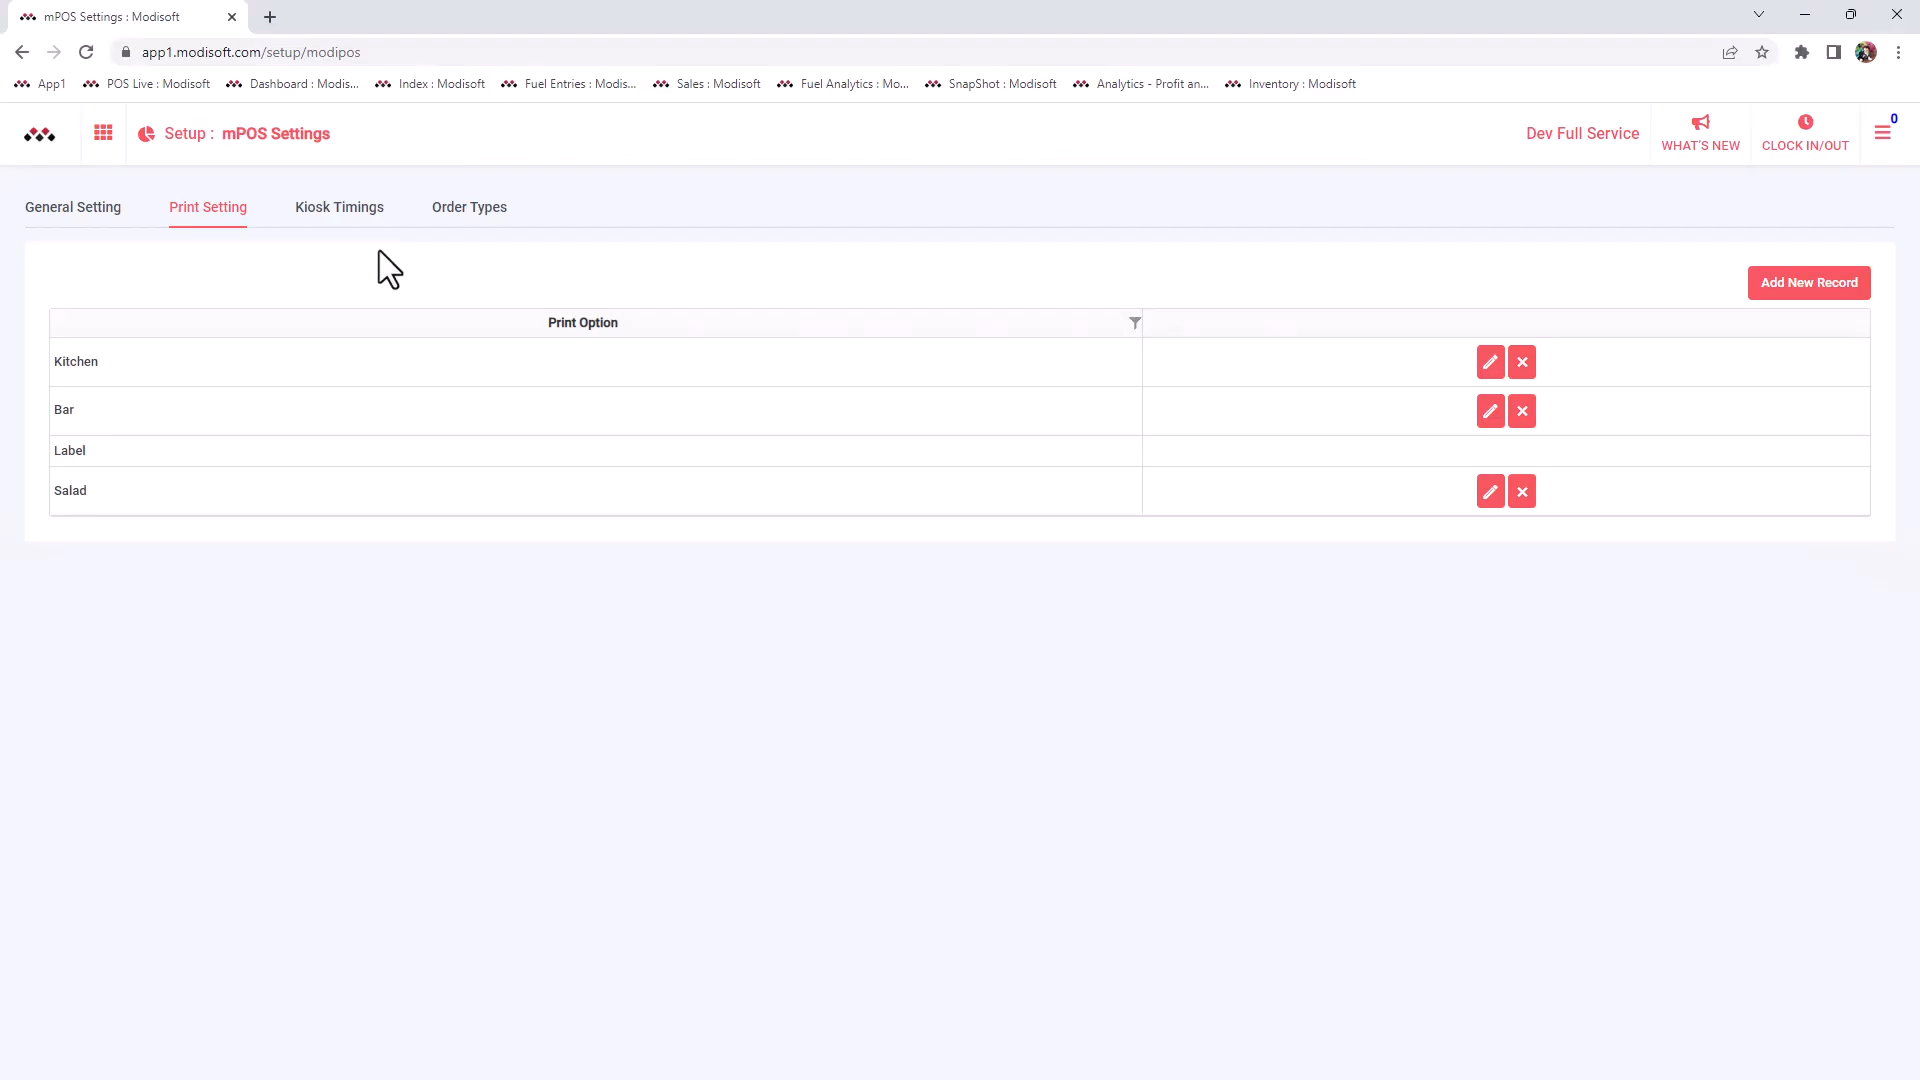 mPOS Settings : Modisoft
app1.modisoft.com/setup/modipos
App1 POS Live : Modisoft Dashboard : Modis... Index : Modisoft Fuel Entries : Modis... Sales : Modisoft Fuel Analytics : Mo... SnapShot : Modisoft Analytics - Profit an... Inventory : Modisoft
Setup : mPOS Settings Dev Full Service WHAT'S NEW CLOCK IN/OUT 0
General Setting Print Setting Kiosk Timings Order Types
Add New Record
Print Option
Kitchen
Bar
Label
Salad